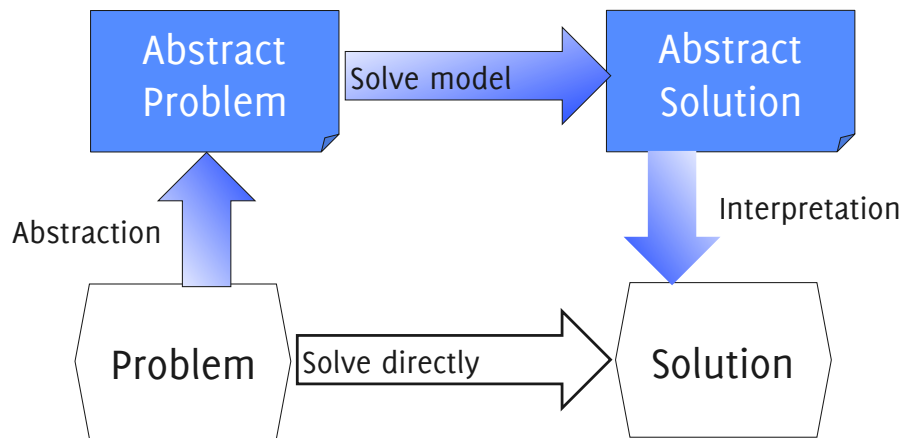 Abstract
Problem
Solve model
Abstract
Solution
Abstraction
Interpretation
Problem
Solve directly
Solution